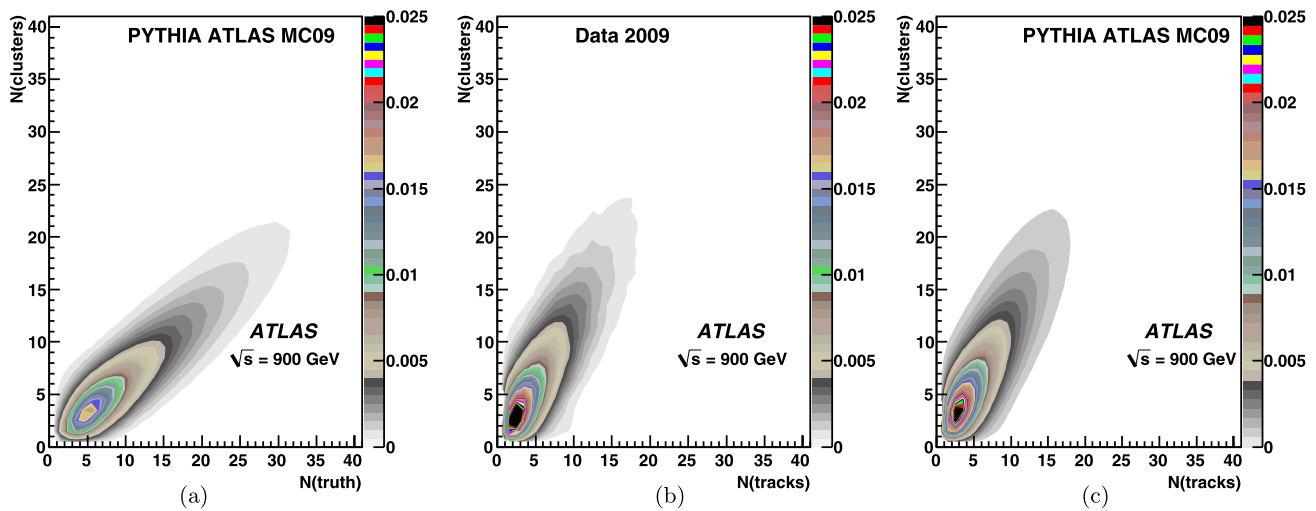 PYTHIA ATLAS MC09
N(clusters)
40
35
30
25
20
15
10
5
0
0 5 10 15 20 25 30 35 40
N(truth)
ATLAS
√s = 900 GeV
0.025
0.02
0.015
0.01
0.005
0
(a)
Data 2009
N(clusters)
40
35
30
25
20
15
10
5
0
0 5 10 15 20 25 30 35 40
N(tracks)
ATLAS
√s = 900 GeV
0.025
0.02
0.015
0.01
0.005
0
(b)
PYTHIA ATLAS MC09
N(clusters)
40
35
30
25
20
15
10
5
0
0 5 10 15 20 25 30 35 40
N(tracks)
ATLAS
√s = 900 GeV
0.025
0.02
0.015
0.01
0.005
0
(c)